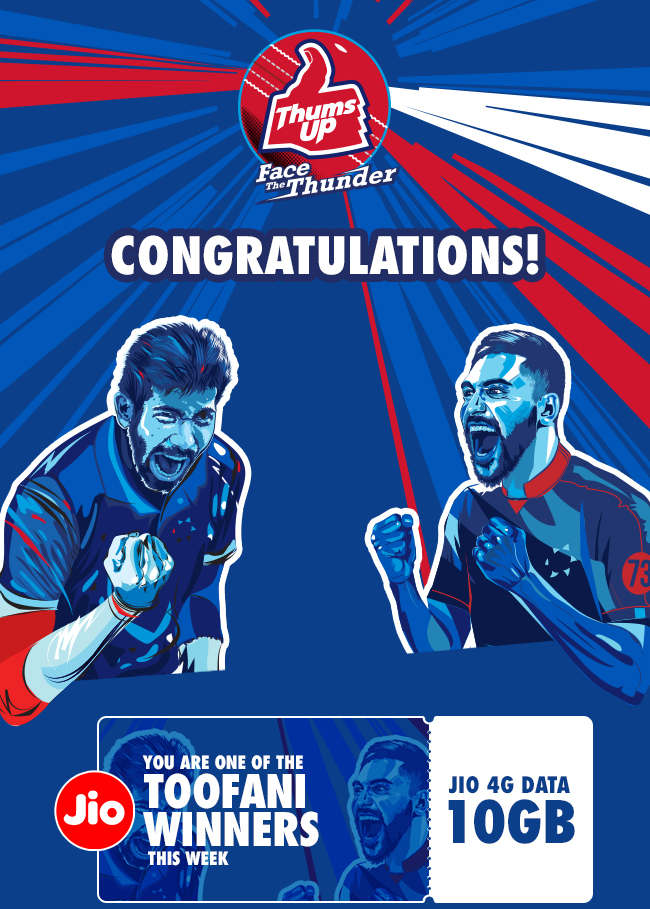 Thums
Up
Face
The Thunder
CONGRATULATIONS!
73
YOU ARE ONE OF THE
TOOFANI
WINNERS
THIS WEEK
Jio
JIO 4G DATA
10GB